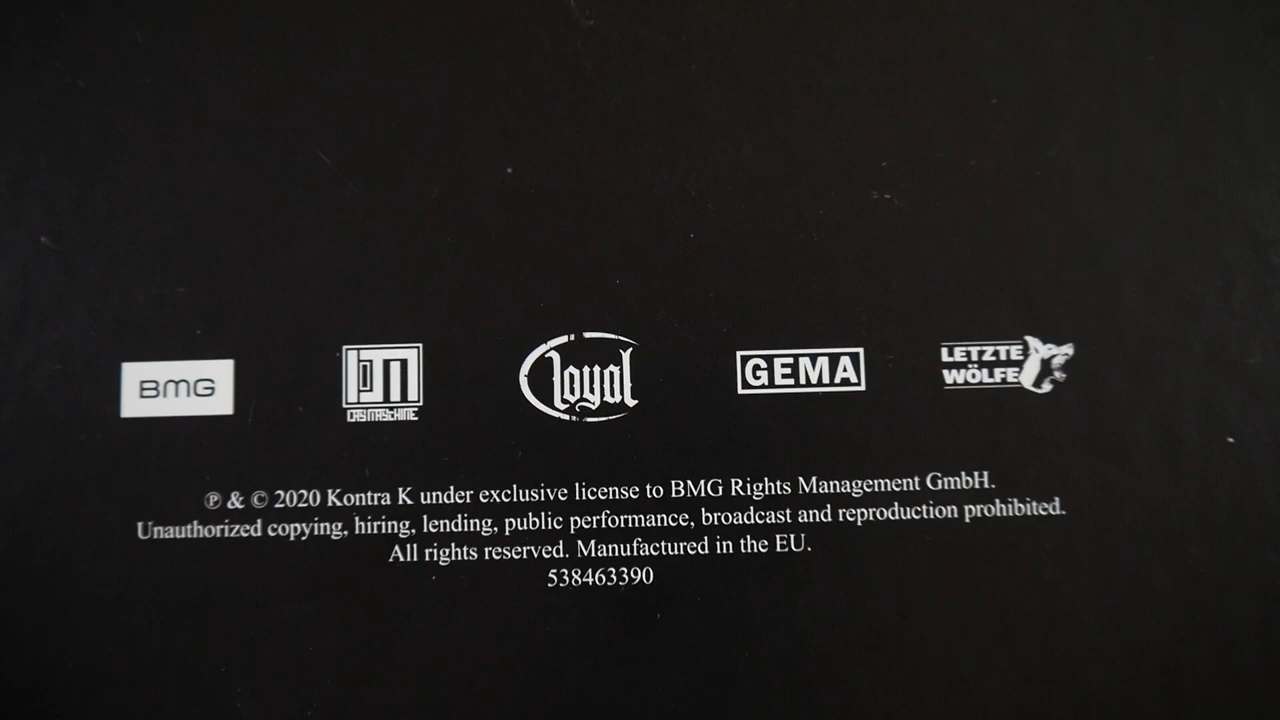 BMG
DASMASCHINE
loyal
GEMA
LETZTE
WÖLFE
℗ & © 2020 Kontra K under exclusive license to BMG Rights Management GmbH.
Unauthorized copying, hiring, lending, public performance, broadcast and reproduction prohibited.
All rights reserved. Manufactured in the EU.
538463390